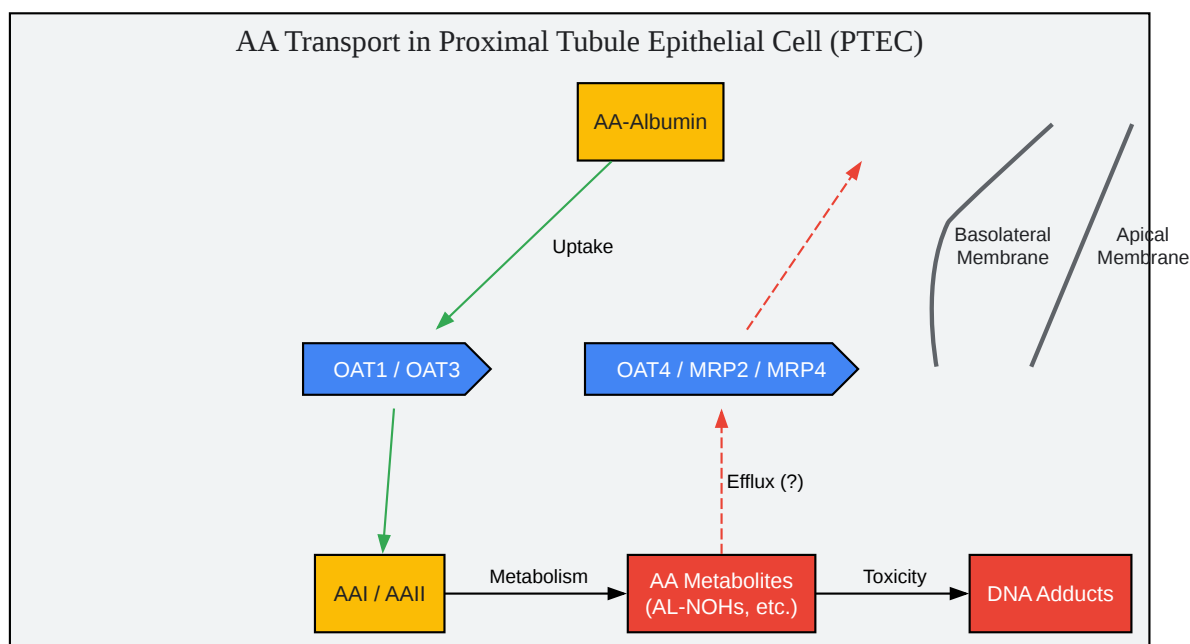 AA Transport in Proximal Tubule Epithelial Cell (PTEC)
AA-Albumin
Uptake
Basolateral
Membrane
Apical
Membrane
OAT1 / OAT3
OAT4 / MRP2 / MRP4
Efflux (?)
AAI / AAII
Metabolism
AA Metabolites
(AL-NOHs, etc.)
Toxicity
DNA Adducts